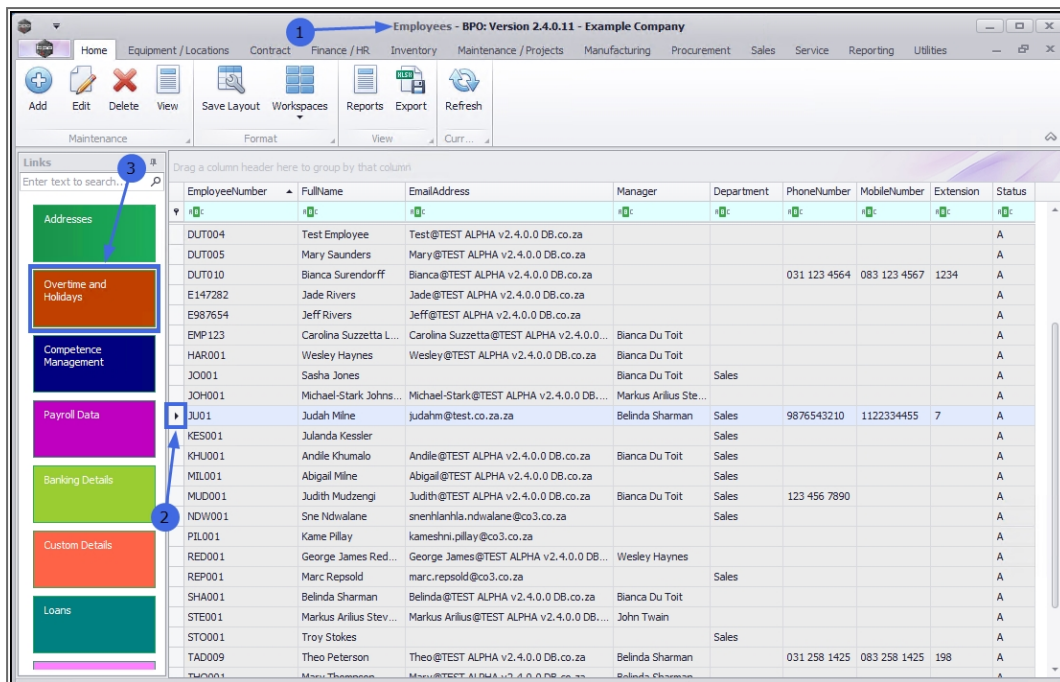 1
Employees - BPO: Version 2.4.0.11 - Example Company
Home Equipment / Locations Contract Finance / HR Inventory Maintenance / Projects Manufacturing Procurement Sales Service Reporting Utilities
Add Edit Delete View Save Layout Workspaces Reports Export Refresh
Maintenance Format View Curr...
Links
3
Enter text to search...
Drag a column header here to group by that column
EmployeeNumber FullName EmailAddress Manager Department PhoneNumber MobileNumber Extension Status
Addresses
Overtime and
Holidays
Competence
Management
Payroll Data
Banking Details
2
Custom Details
Loans
DUT004 Test Employee Test@TEST ALPHA v2.4.0.0 DB.co.za A
DUT005 Mary Saunders Mary@TEST ALPHA v2.4.0.0 DB.co.za A
DUT010 Bianca Surendorff Bianca@TEST ALPHA v2.4.0.0 DB.co.za 031 123 4564 083 123 4567 1234 A
E147282 Jade Rivers Jade@TEST ALPHA v2.4.0.0 DB.co.za A
E987654 Jeff Rivers Jeff@TEST ALPHA v2.4.0.0 DB.co.za A
EMP123 Carolina Suzzetta L... Carolina Suzzetta@TEST ALPHA v2.4.0.0... Bianca Du Toit A
HAR001 Wesley Haynes Wesley@TEST ALPHA v2.4.0.0 DB.co.za Bianca Du Toit A
JO001 Sasha Jones Bianca Du Toit Sales A
JOH001 Michael-Stark Johns... Michael-Stark@TEST ALPHA v2.4.0.0 DB.... Markus Arilius Ste... A
JU01 Judah Milne judahm@test.co.za.za Belinda Sharman Sales 9876543210 1122334455 7 A
KES001 Julanda Kessler Sales A
KHU001 Andile Khumalo Andile@TEST ALPHA v2.4.0.0 DB.co.za Bianca Du Toit Sales A
MIL001 Abigail Milne Abigail@TEST ALPHA v2.4.0.0 DB.co.za Sales A
MUD001 Judith Mudzengi Judith@TEST ALPHA v2.4.0.0 DB.co.za Bianca Du Toit Sales 123 456 7890 A
NDW001 Sne Ndwalane snenhlanhla.ndwalane@co3.co.za Sales A
PIL001 Kame Pillay kameshni.pillay@co3.co.za A
RED001 George James Red... George James@TEST ALPHA v2.4.0.0 DB... Wesley Haynes A
REP001 Marc Repsold marc.repsold@co3.co.za Sales A
SHA001 Belinda Sharman Belinda@TEST ALPHA v2.4.0.0 DB.co.za Bianca Du Toit A
STE001 Markus Arilius Stev... Markus Arilius@TEST ALPHA v2.4.0.0 DB.... John Twain A
STO001 Troy Stokes Sales A
TAD009 Theo Peterson Theo@TEST ALPHA v2.4.0.0 DB.co.za Belinda Sharman 031 258 1425 083 258 1425 198 A
THO001 Mary Thompson Mary@TEST ALPHA v2.4.0.0 DB.co.za Belinda Sharman